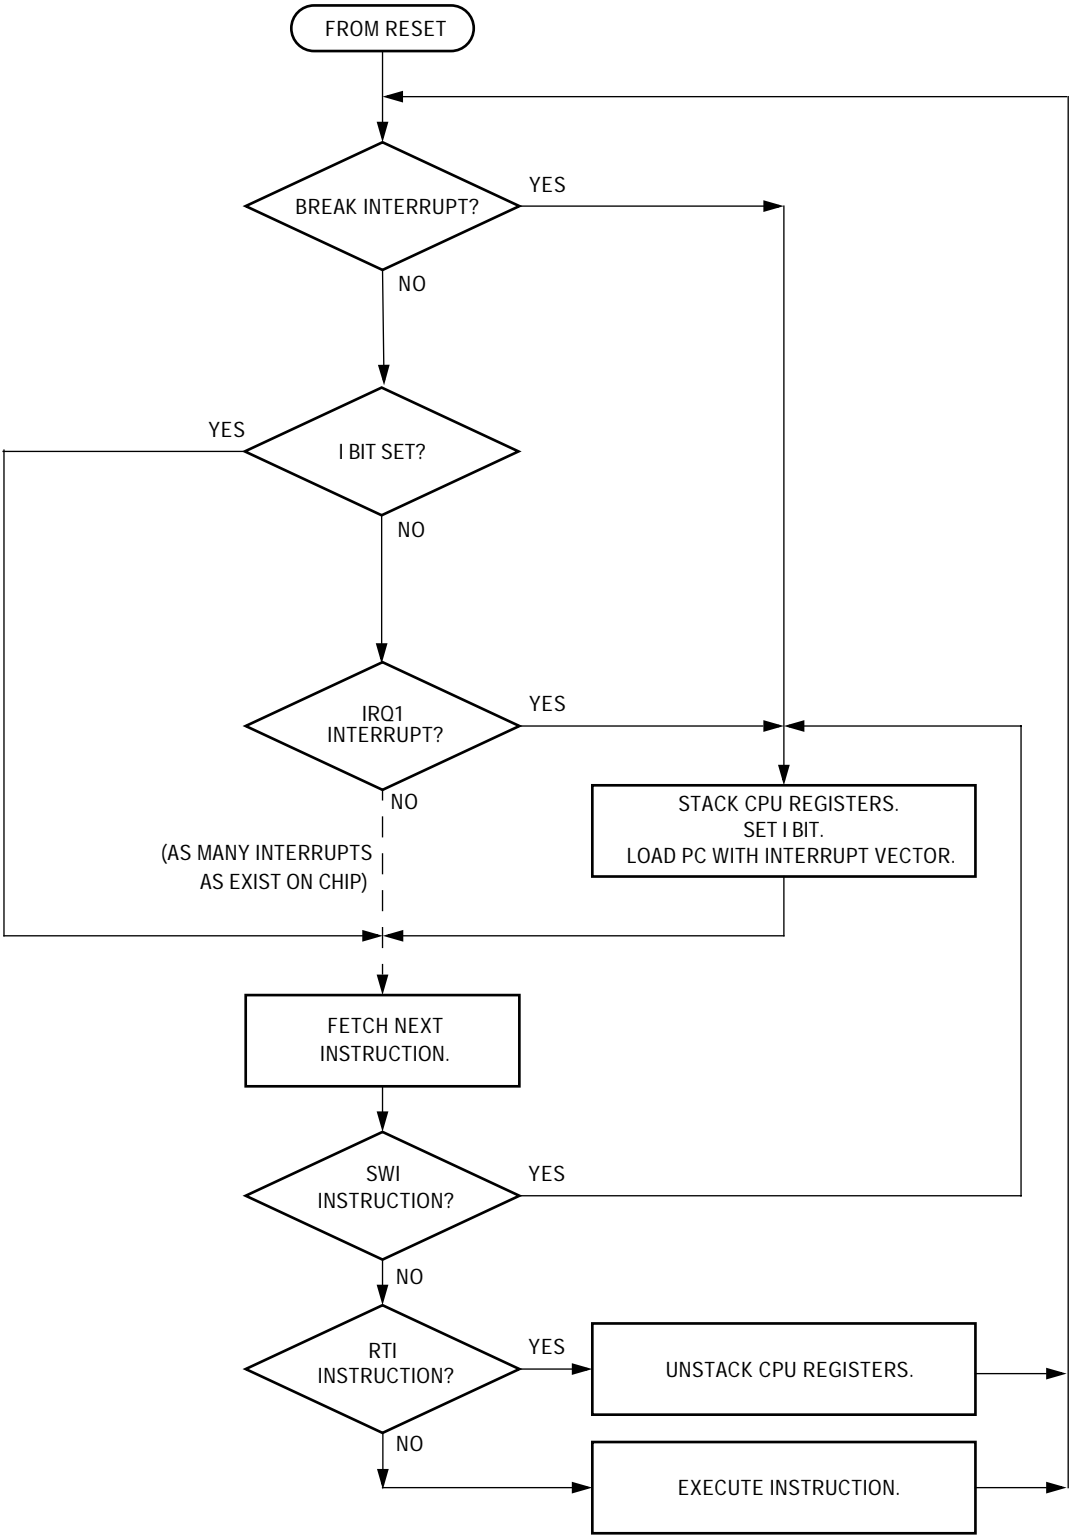 FROM RESET
BREAK INTERRUPT?
YES
NO
I BIT SET?
YES
NO
IRQ1
INTERRUPT?
YES
NO
(AS MANY INTERRUPTS
AS EXIST ON CHIP)
STACK CPU REGISTERS.
SET I BIT.
LOAD PC WITH INTERRUPT VECTOR.
FETCH NEXT
INSTRUCTION.
SWI
INSTRUCTION?
YES
NO
RTI
INSTRUCTION?
YES
UNSTACK CPU REGISTERS.
NO
EXECUTE INSTRUCTION.